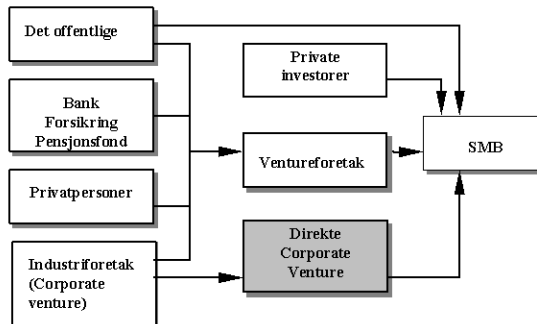 Det offentlige
Private
investorer
Bank
Forsikring
Pensjonsfond
Ventureforetak
SMB
Privatpersoner
Direkte
Corporate
Venture
Industriforetak
(Corporate
venture)